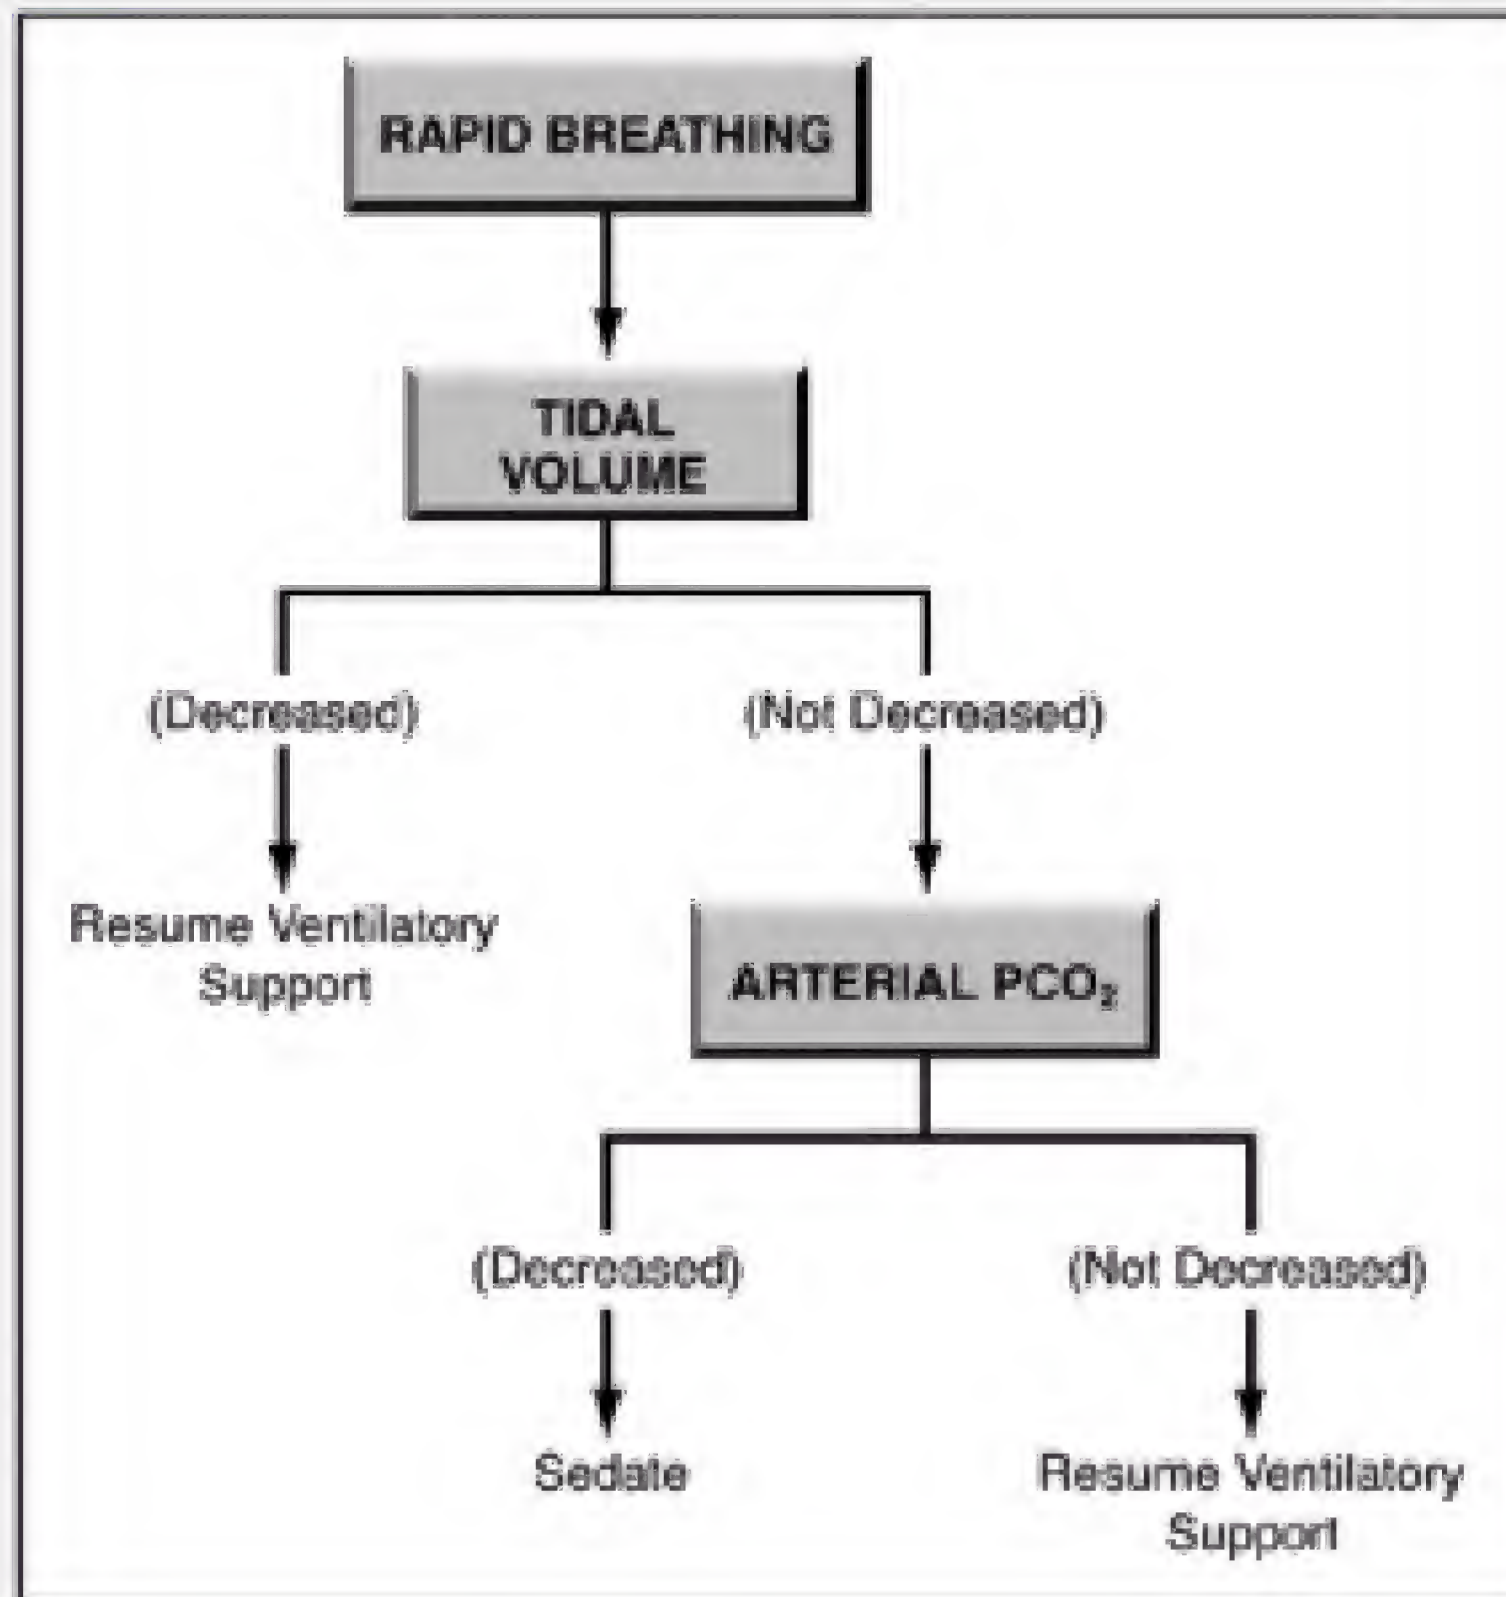 RAPID BREATHING
TIDAL
VOLUME
(Decreased)
(Not Decreased)
Resume Ventilatory
Support
ARTERIAL PCO₂
(Decreased)
(Not Decreased)
Sedate
Resume Ventilatory
Support